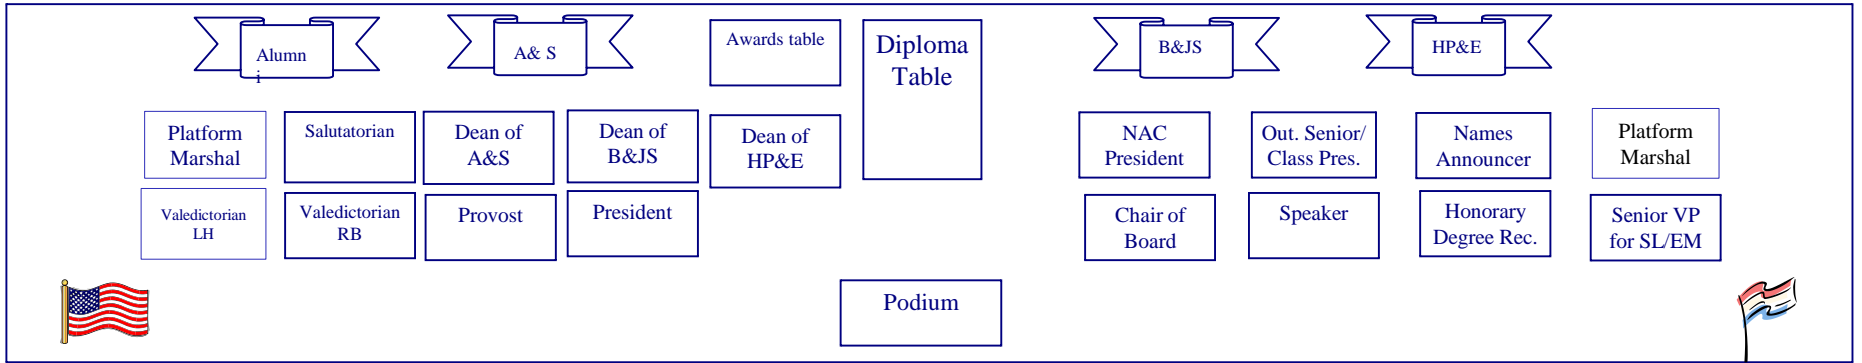 Alumn
i
A& S
Awards table
Diploma
Table
B&JS
HP&E
Platform
Marshal
Salutatorian
Dean of
A&S
Dean of
B&JS
Dean of
HP&E
NAC
President
Out. Senior/
Class Pres.
Names
Announcer
Platform
Marshal
Valedictorian
LH
Valedictorian
RB
Provost
President
Chair of
Board
Speaker
Honorary
Degree Rec.
Senior VP
for SL/EM
Podium